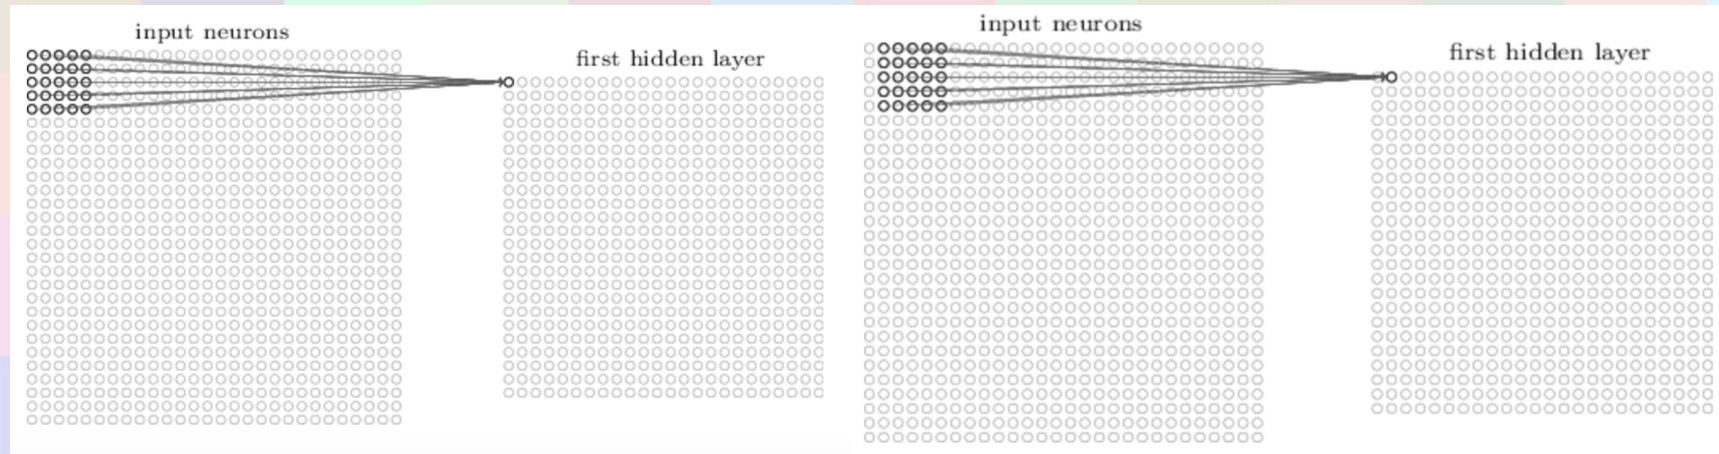 input neurons
first hidden layer
input neurons
first hidden layer